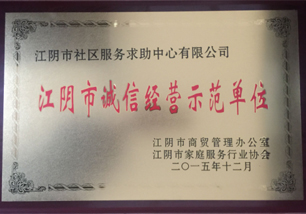 江阴市社区服务求助中心有限公司
江阴市诚信经营示范单位
江阴市商贸管理办公室
江阴市家庭服务行业协会
二〇一五年十二月